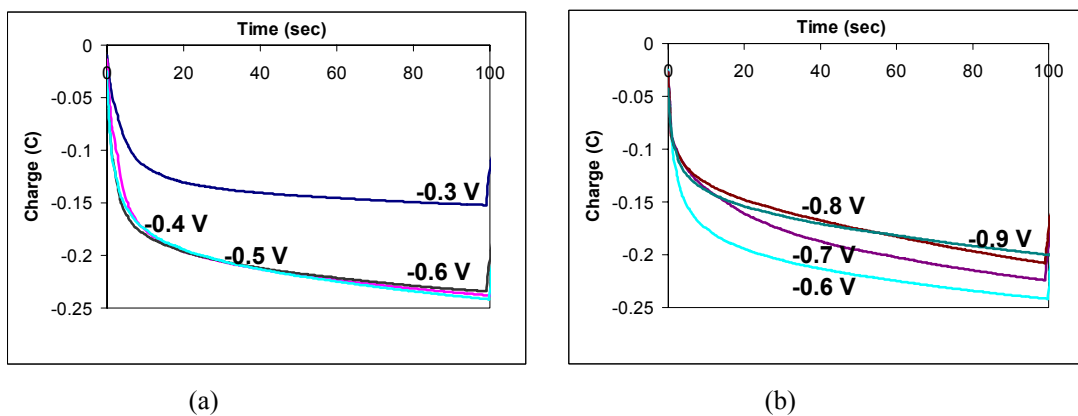 Time (sec)
0 20 40 60 80 100
0
-0.05
-0.1
-0.15
-0.2
-0.25
Charge (C)
-0.3 V
-0.4 V
-0.5 V
-0.6 V
(a)
Time (sec)
0 20 40 60 80 100
0
-0.05
-0.1
-0.15
-0.2
-0.25
Charge (C)
-0.8 V
-0.9 V
-0.7 V
-0.6 V
(b)